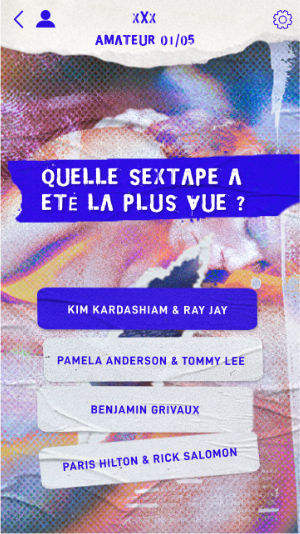 xXx
AMATEUR 01/05
QUELLE SEXTAPE A
ETÉ LA PLUS VUE ?
KIM KARDASHIAM & RAY JAY
PAMELA ANDERSON & TOMMY LEE
BENJAMIN GRIVAUX
PARIS HILTON & RICK SALOMON